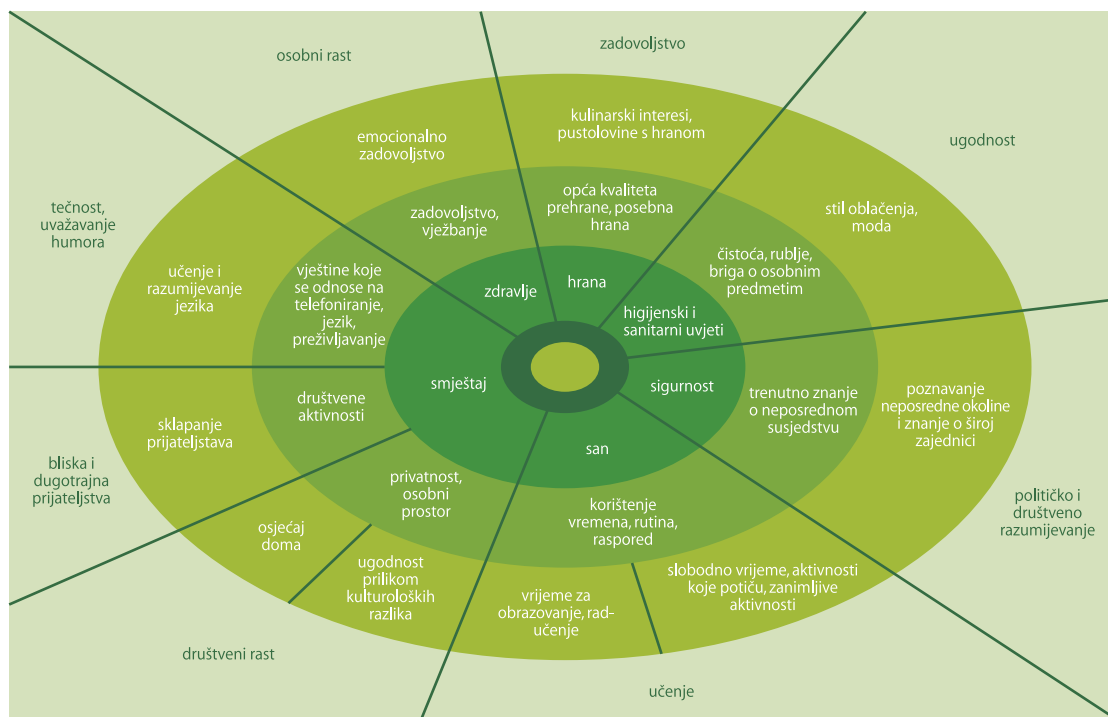 zadovoljstvo
osobni rast
kulinarski interesi,
pustolovine s hranom
emocionalno
zadovoljstvo
ugodnost
opća kvaliteta
prehrane, posebna
hrana
tečnost,
uvažavanje
humora
zadovoljstvo,
vježbanje
stil oblačenja,
moda
čistoća, rublje,
briga o osobnim
predmetim
učenje i
razumijevanje
jezika
vještine koje
se odnose na
telefoniranje,
jezik,
preživljavanje
zdravlje
hrana
higijenski i
sanitarni uvjeti
smještaj
sigurnost
društvene
aktivnosti
trenutno znanje
o neposrednom
susjedstvu
poznavanje
neposredne okoline
i znanje o široj
zajednici
sklapanje
prijateljstava
san
bliska i
dugotrajna
prijateljstva
privatnost,
osobni
prostor
političko i
društveno
razumijevanje
korištenje
vremena, rutina,
raspored
osjećaj
doma
ugodnost
prilikom
kulturoloških
razlika
vrijeme za
obrazovanje, rad-
učenje
slobodno vrijeme, aktivnosti
koje potiču, zanimljive
aktivnosti
društveni rast
učenje